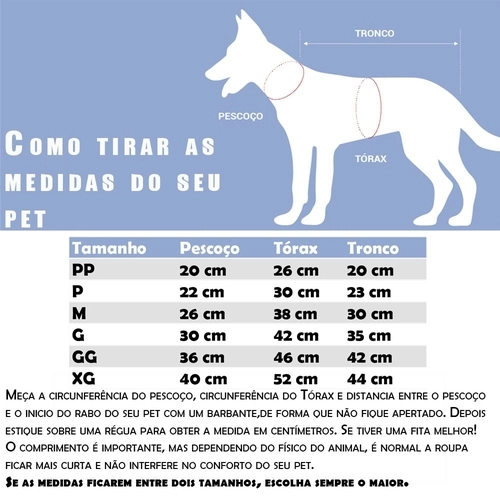 TRONCO
PESCOÇO
TÓRAX
COMO TIRAR AS
MEDIDAS DO SEU
PET
Tamanho Pescoço Tórax Tronco
PP 20 cm 26 cm 20 cm
P 22 cm 30 cm 23 cm
M 26 cm 38 cm 30 cm
G 30 cm 42 cm 35 cm
GG 36 cm 46 cm 42 cm
XG 40 cm 52 cm 44 cm
MEÇA A CIRCUNFERÊNCIA DO PESCOÇO, CIRCUNFERÊNCIA DO TÓRAX E DISTANCIA ENTRE O PESCOÇO
E O INICIO DO RABO DO SEU PET COM UM BARBANTE,DE FORMA QUE NÃO FIQUE APERTADO. DEPOIS
ESTIQUE SOBRE UMA RÉGUA PARA OBTER A MEDIDA EM CENTÍMETROS. SE TIVER UMA FITA MELHOR!
O COMPRIMENTO É IMPORTANTE, MAS DEPENDENDO DO FÍSICO DO ANIMAL, É NORMAL A ROUPA
FICAR MAIS CURTA E NÃO INTERFERE NO CONFORTO DO SEU PET.
SE AS MEDIDAS FICAREM ENTRE DOIS TAMANHOS, ESCOLHA SEMPRE O MAIOR.